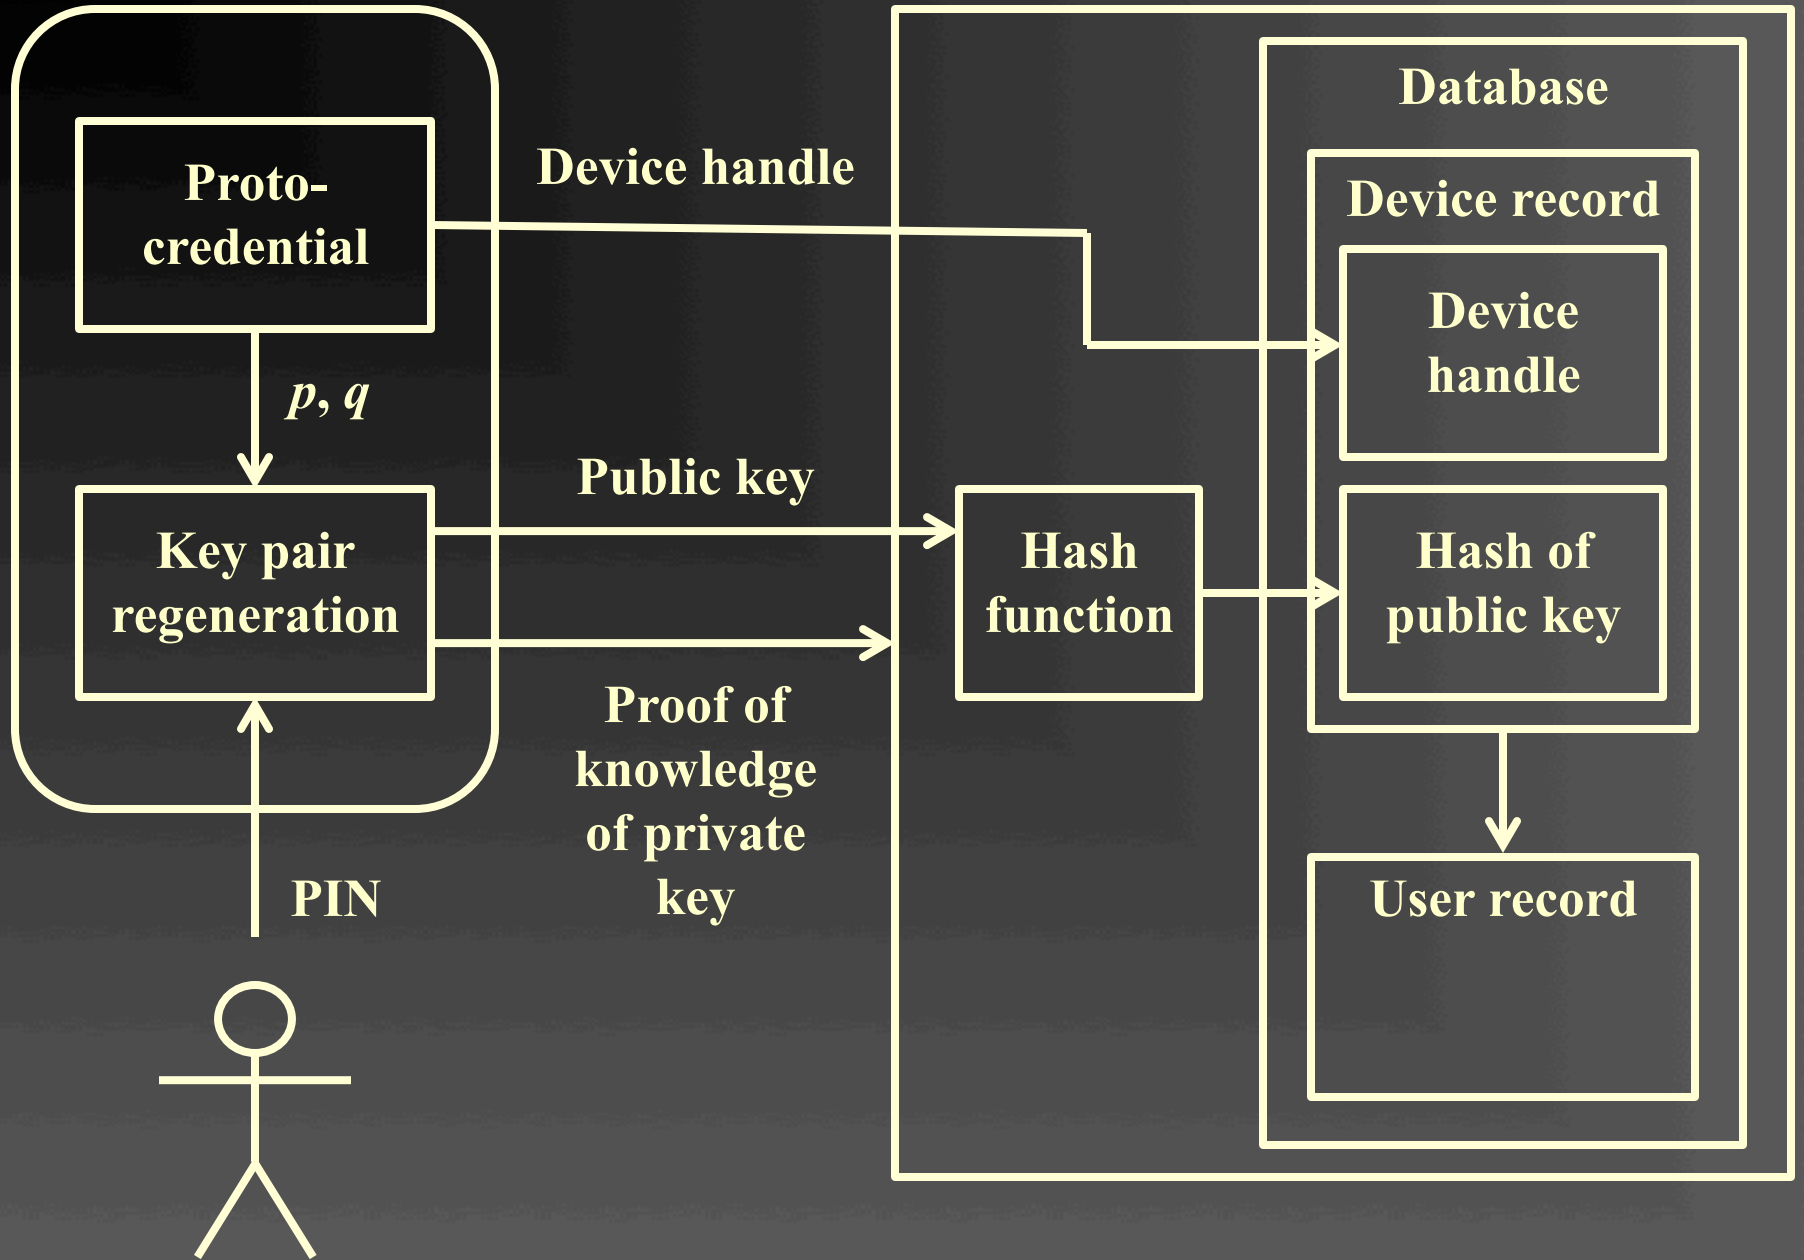 Proto-
credential
p, q
Key pair
regeneration
PIN
Device handle
Public key
Proof of
knowledge
of private
key
Hash
function
Database
Device record
Device
handle
Hash of
public key
User record